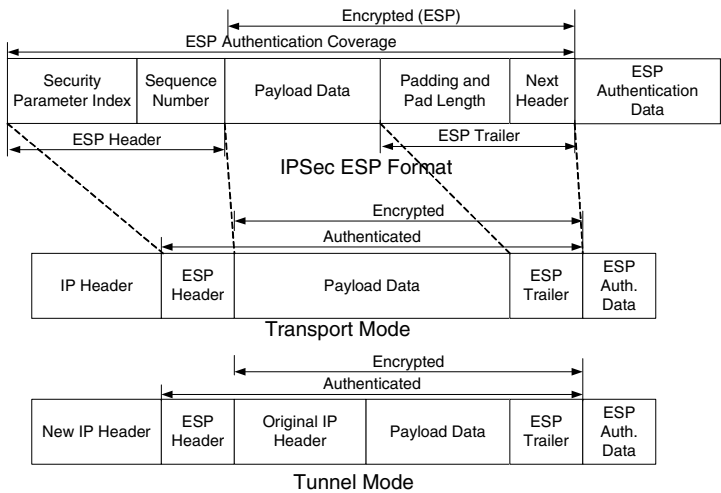 Encrypted (ESP)
ESP Authentication Coverage
Security
Parameter Index
Sequence
Number
Payload Data
Padding and
Pad Length
Next
Header
ESP
Authentication
Data
ESP Header
ESP Trailer
IPSec ESP Format
Encrypted
Authenticated
IP Header
ESP
Header
Payload Data
ESP
Trailer
ESP
Auth.
Data
Transport Mode
Encrypted
Authenticated
New IP Header
ESP
Header
Original IP
Header
Payload Data
ESP
Trailer
ESP
Auth.
Data
Tunnel Mode